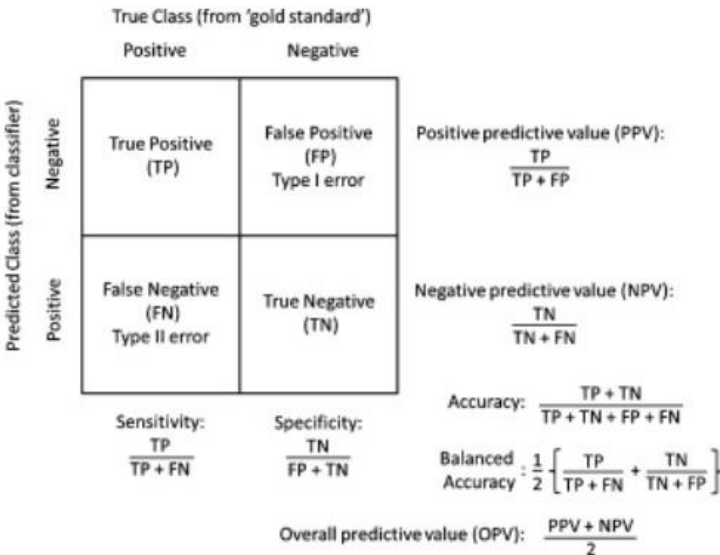 True Class (from 'gold standard')
Positive Negative
Predicted Class (from classifier)
Negative
True Positive
(TP)
False Positive
(FP)
Type I error
Positive predictive value (PPV):
TP
TP + FP
Positive
False Negative
(FN)
Type II error
True Negative
(TN)
Negative predictive value (NPV):
TN
TN + FN
Accuracy:
TP + TN
TP + TN + FP + FN
Sensitivity:
TP
TP + FN
Specificity:
TN
FP + TN
Balanced
Accuracy
: 1/2 [ TP/TP + FN + TN/TN + FP ]
Overall predictive value (OPV):
PPV + NPV
2